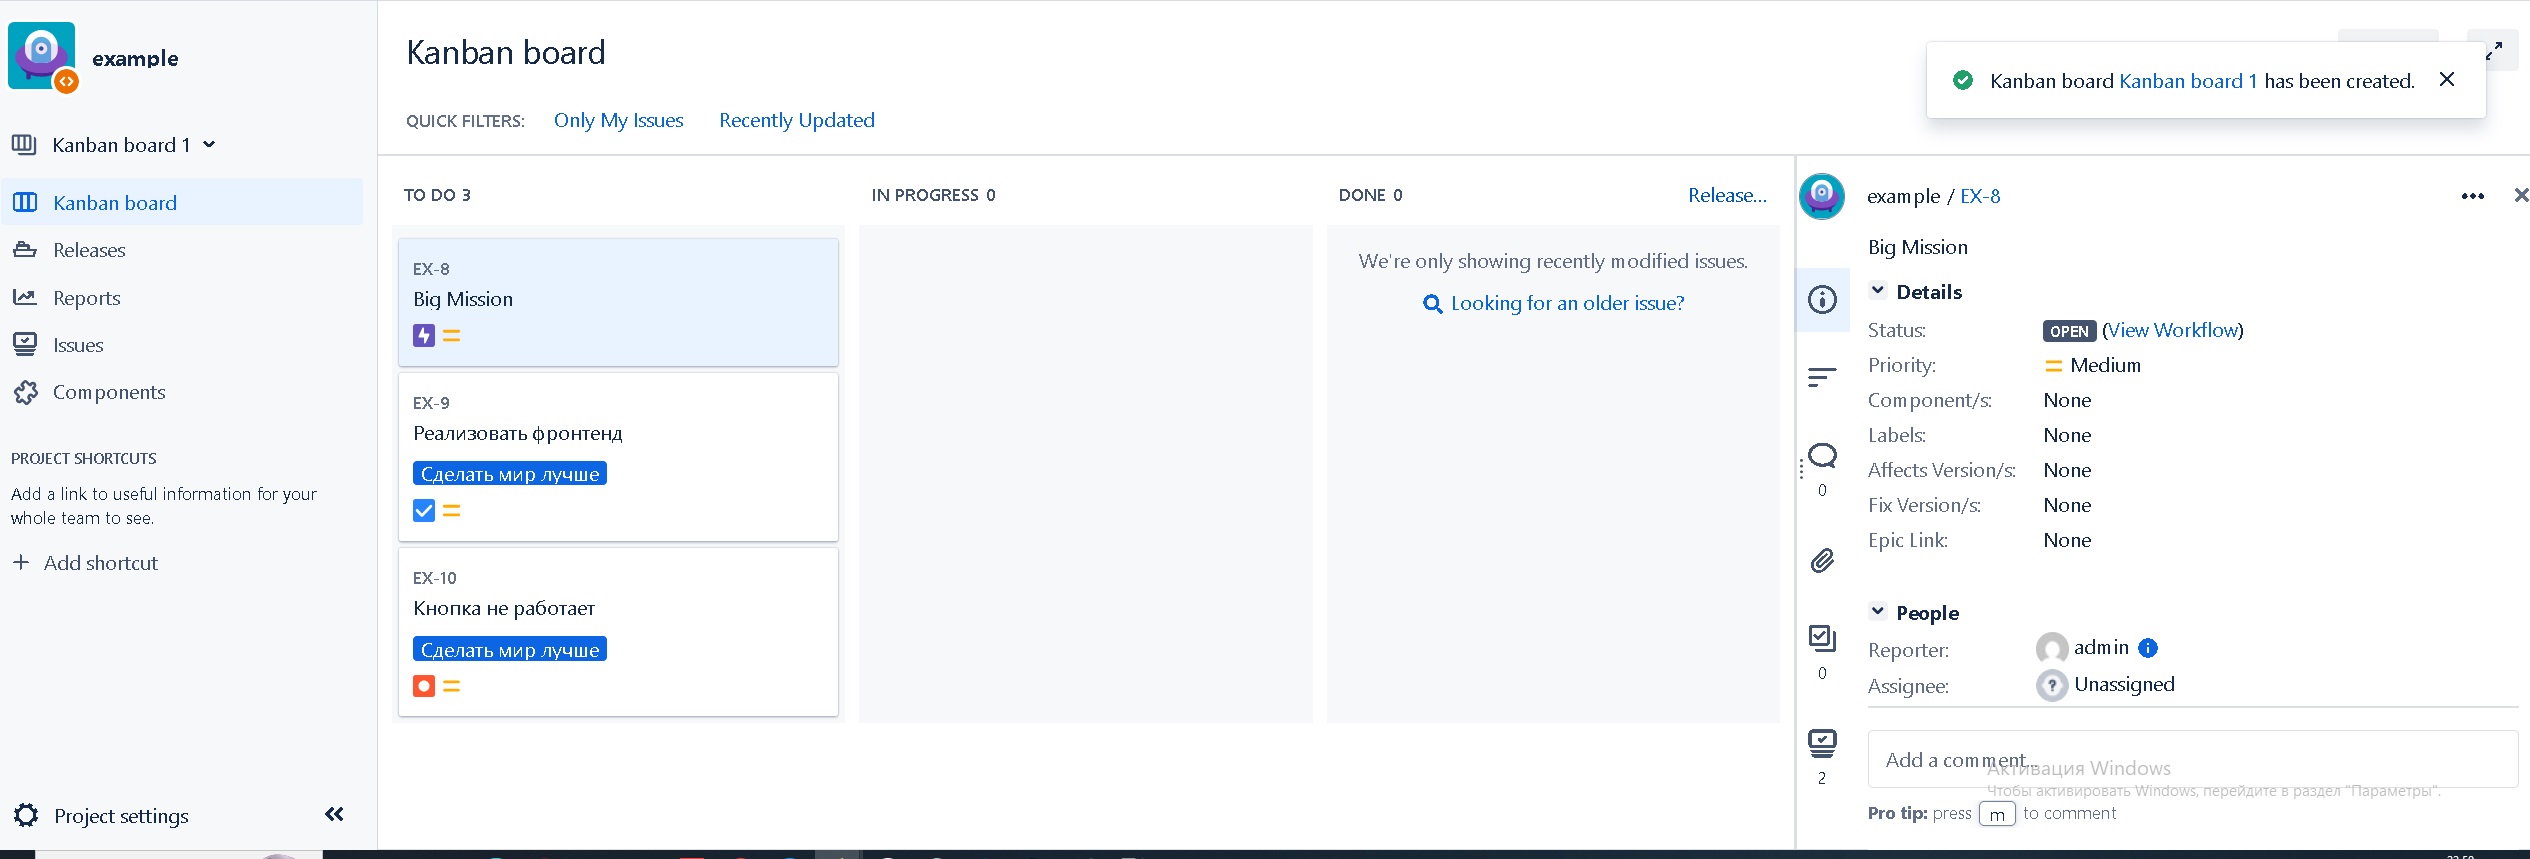 example
Kanban board 1
Kanban board
Releases
Reports
Issues
Components
PROJECT SHORTCUTS
Add a link to useful information for your
whole team to see.
Add shortcut
Project settings
Kanban board
QUICK FILTERS: Only My Issues Recently Updated
Kanban board Kanban board 1 has been created.
TO DO 3
EX-8
Big Mission
EX-9
Реализовать фронтенд
Сделать мир лучше
EX-10
Кнопка не работает
Сделать мир лучше
IN PROGRESS 0
DONE 0 Release...
We're only showing recently modified issues.
Looking for an older issue?
0
0
2
example / EX-8
Big Mission
Details
Status: OPEN (View Workflow)
Priority: Medium
Component/s: None
Labels: None
Affects Version/s: None
Fix Version/s: None
Epic Link: None
People
Reporter: admin
Assignee: ? Unassigned
Add a comment...
Активация Windows
Чтобы активировать Windows, перейдите в раздел "Параметры".
Pro tip: press m to comment